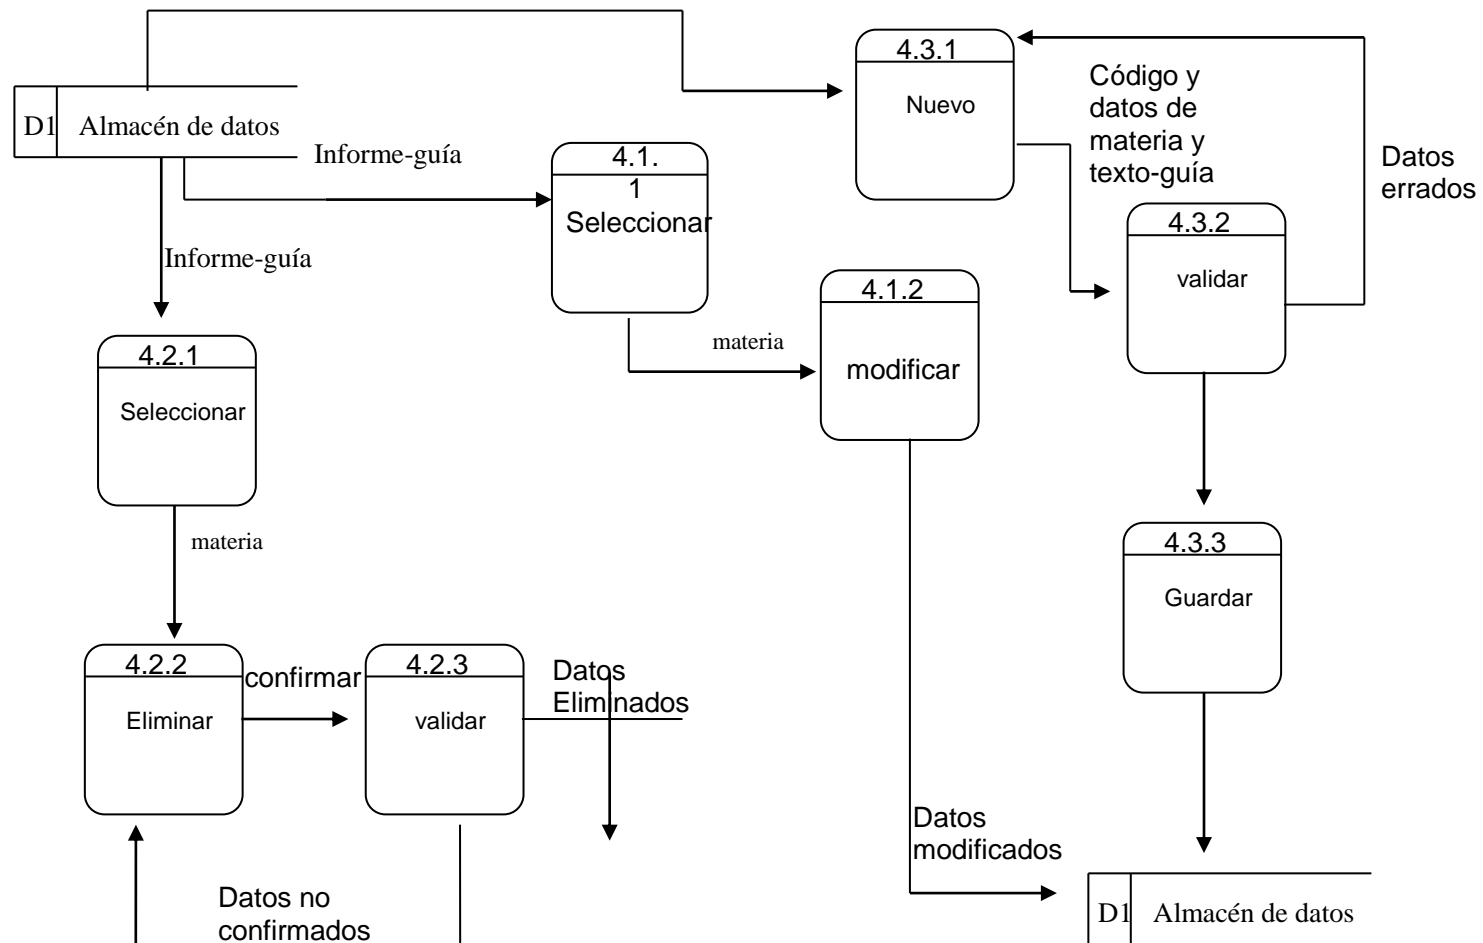 4.3.1
Nuevo
Código y
datos de
materia y
texto-guía
Datos
errados
D1
Almacén de datos
Informe-guía
4.1.
1
Seleccionar
4.3.2
validar
Informe-guía
4.1.2
modificar
materia
4.2.1
Seleccionar
materia
4.3.3
Guardar
4.2.2
Eliminar
confirmar
4.2.3
validar
Datos
Eliminados
Datos
modificados
Datos no
confirmados
D1
Almacén de datos